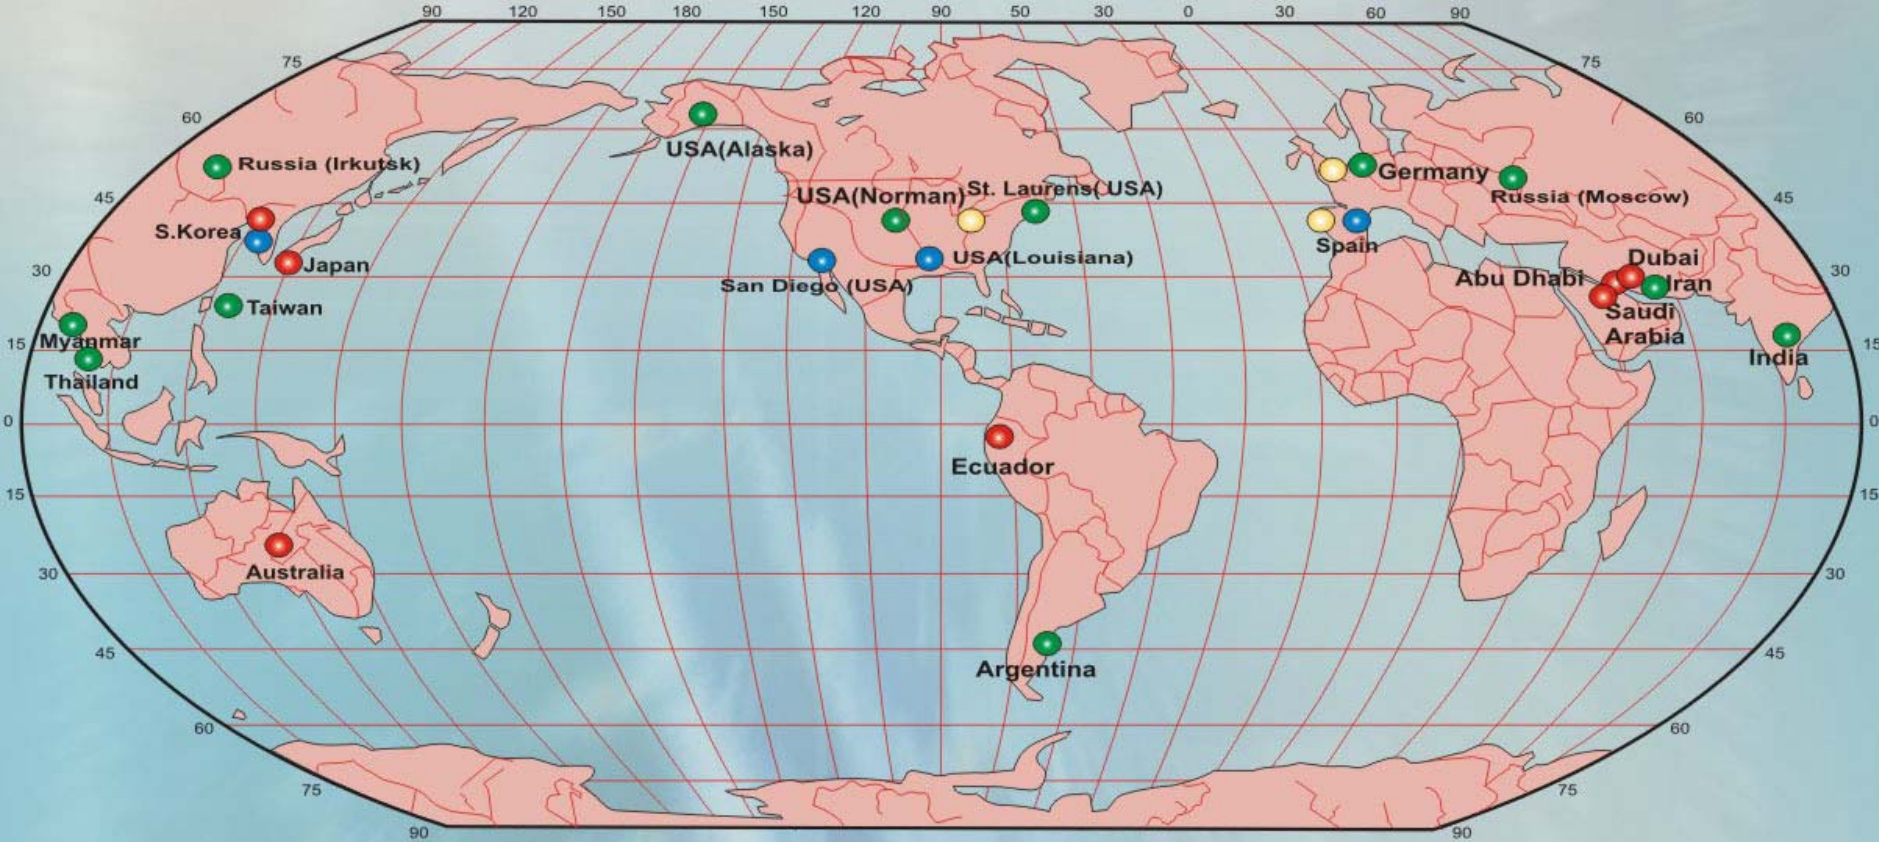 90 120 150 180 150 120 90 50 30 0 30 60 90
75 75
60 60
USA(Alaska)
Russia (Irkutsk)
Germany
USA(Norman) St. Laurens( USA)
Russia (Moscow)
45 45
S.Korea
Spain
Japan
USA(Louisiana)
Dubai
30 30
Abu Dhabi
San Diego (USA)
Iran
Taiwan
Saudi
Arabia
Myanmar
15 15
India
Thailand
0 0
Ecuador
15 15
Australia
30 30
45 45
Argentina
60 60
75 75
90 90